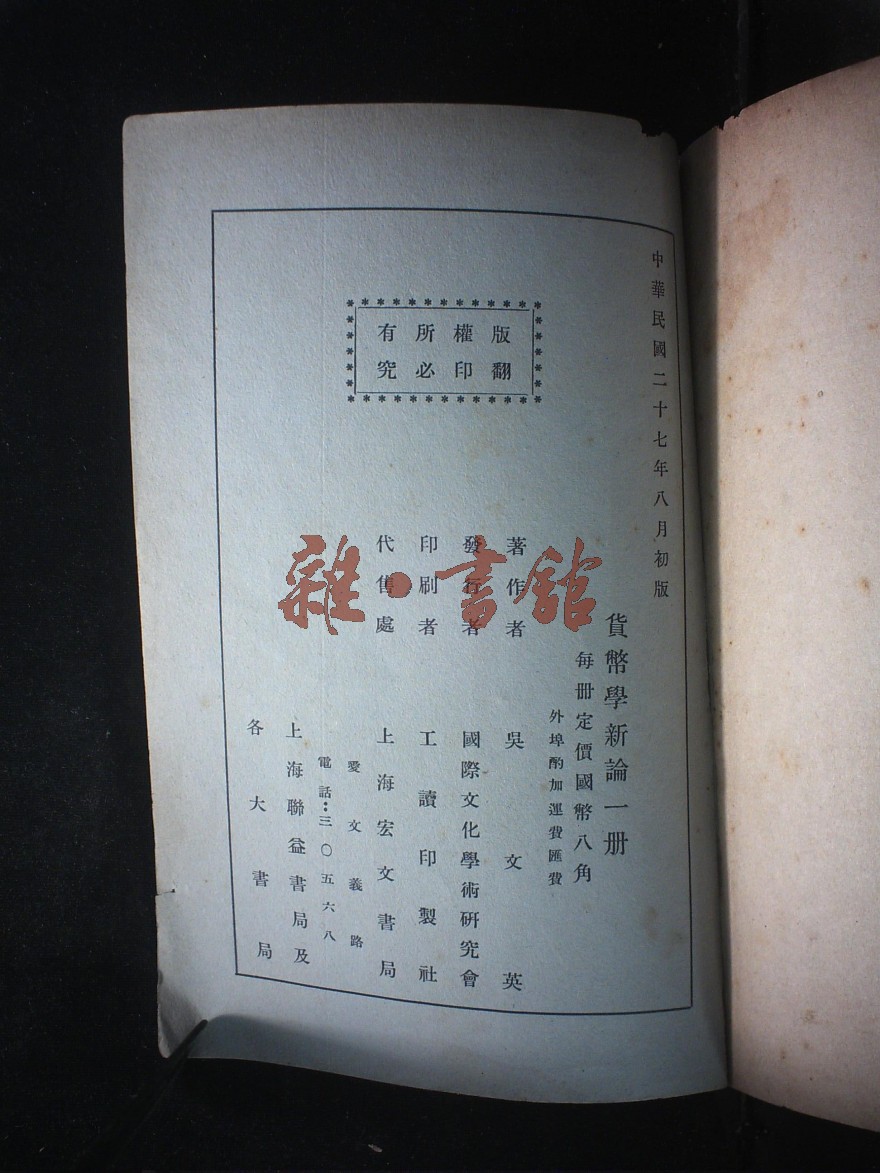 中華民國二十七年八月初版
貨幣學新論一册
每册定價國幣八角
外埠酌加運費匯費
版權所有
翻印必究
著作者 吳文英
發行者 國際文化學術研究會
印刷者 工讀印製社
代售處 上海宏文書局
愛文義路
電話：三〇五六八
上海聯益書局及
各大書局
雜·書館